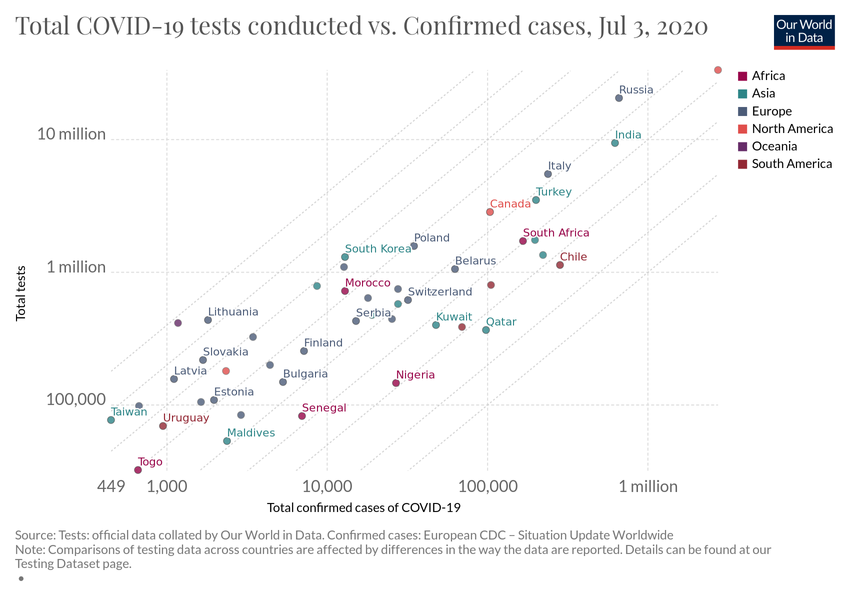 Total COVID-19 tests conducted vs. Confirmed cases, Jul 3, 2020
Our World
in Data
Africa
Asia
Europe
North America
Oceania
South America
Russia
10 million
India
Italy
Turkey
Canada
South Africa
Poland
South Korea
Chile
Belarus
1 million
Morocco
Switzerland
Total tests
Lithuania
Serbia
Kuwait
Qatar
Finland
Slovakia
Latvia
Bulgaria
Nigeria
Estonia
100,000
Taiwan
Uruguay
Senegal
Maldives
Togo
449
1,000
10,000
100,000
1 million
Total confirmed cases of COVID-19
Source: Tests: official data collated by Our World in Data. Confirmed cases: European CDC – Situation Update Worldwide
Note: Comparisons of testing data across countries are affected by differences in the way the data are reported. Details can be found at our
Testing Dataset page.